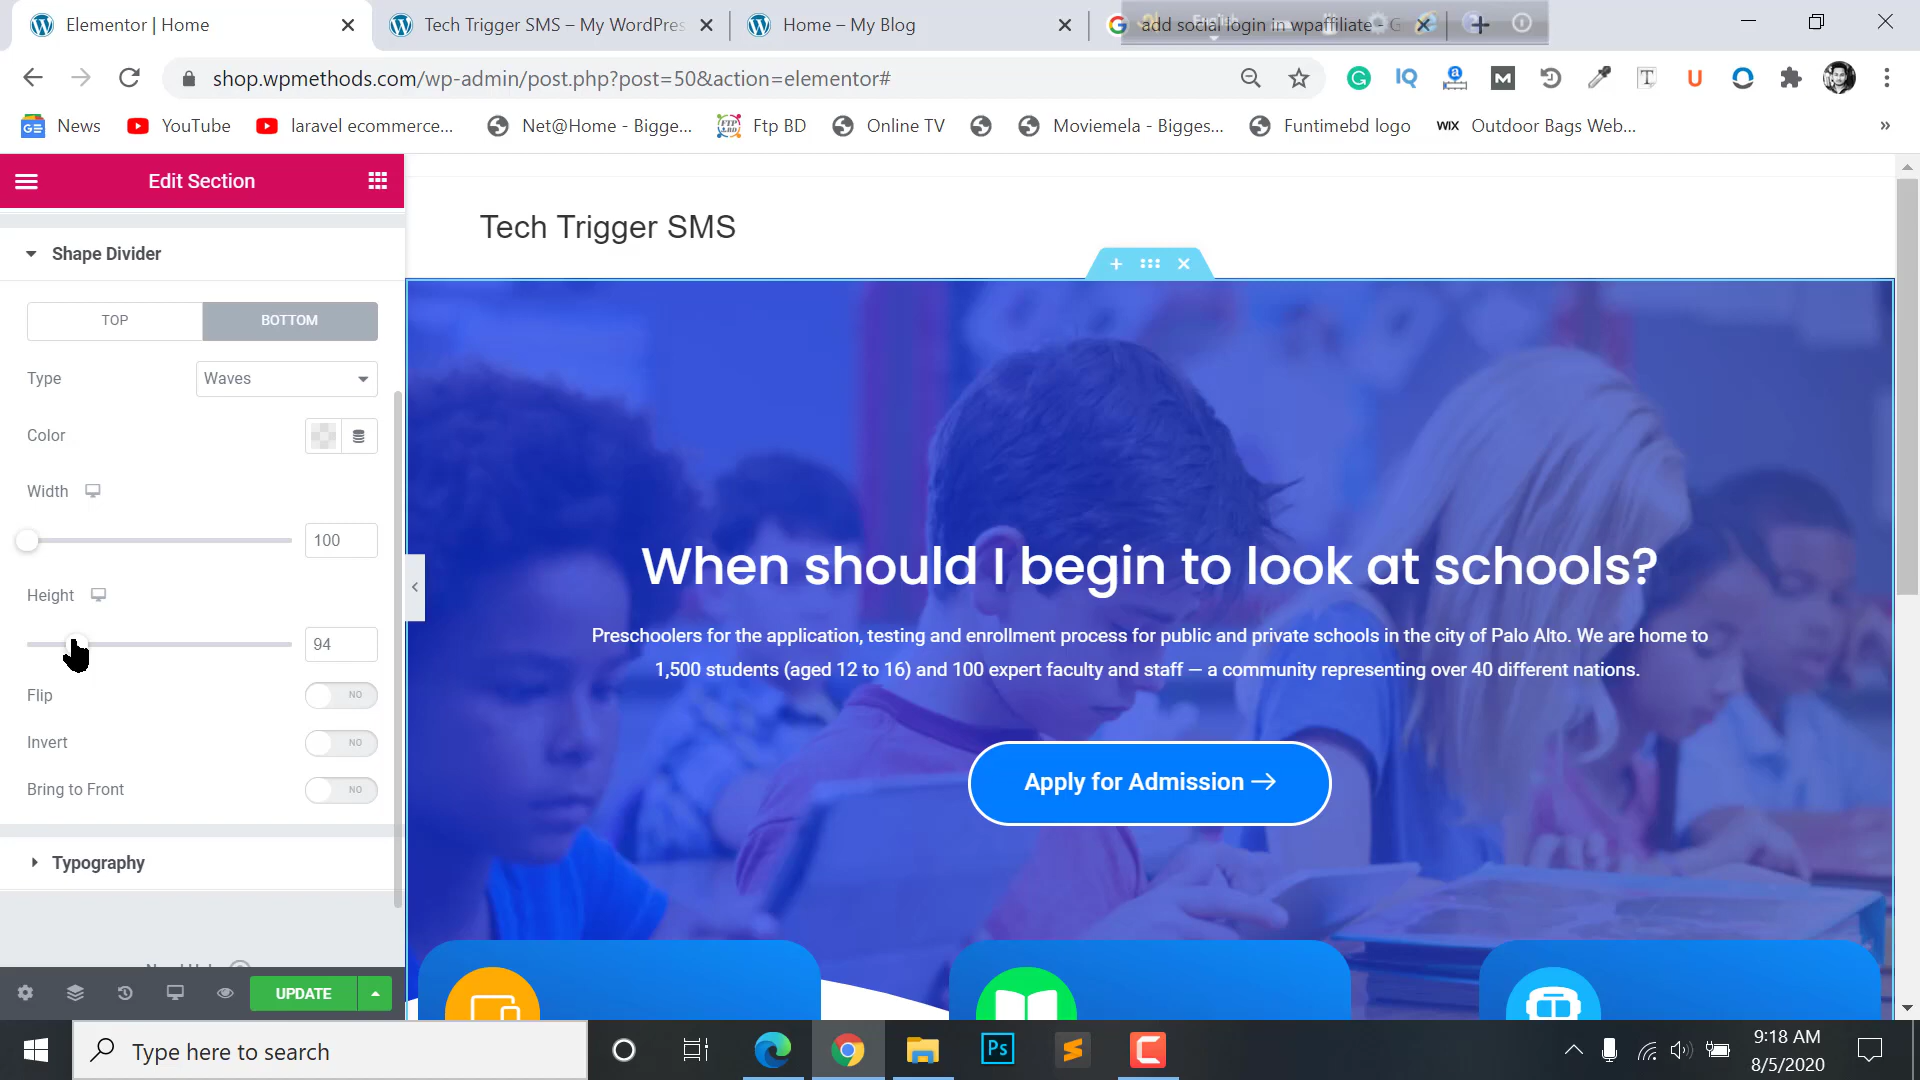 Elementor | Home
Tech Trigger SMS – My WordPres
Home – My Blog
add social login in wpaffiliate - G
shop.wpmethods.com/wp-admin/post.php?post=50&action=elementor#
News
YouTube
laravel ecommerce...
Net@Home - Bigge...
Ftp BD
Online TV
Moviemela - Bigges...
Funtimebd logo
WIX Outdoor Bags Web...
Edit Section
Shape Divider
TOP
BOTTOM
Type
Waves
Color
Width
100
Height
94
Flip
NO
Invert
NO
Bring to Front
NO
Typography
UPDATE
Tech Trigger SMS
When should I begin to look at schools?
Preschoolers for the application, testing and enrollment process for public and private schools in the city of Palo Alto. We are home to
1,500 students (aged 12 to 16) and 100 expert faculty and staff — a community representing over 40 different nations.
Apply for Admission
Type here to search
Ps
9:18 AM
8/5/2020